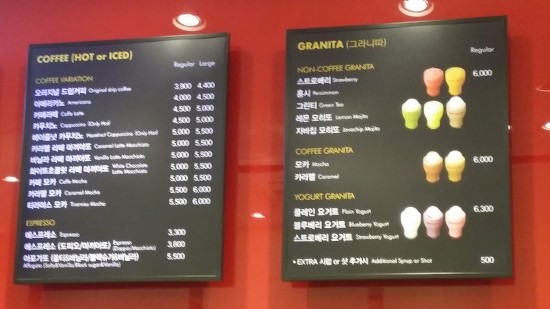 COFFEE (HOT or ICED)
Regular Large
COFFEE VARIATION
오리지널 드립커피 Original drip coffee 3,900 4,400
아메리카노 Americano 4,000 4,500
카페라떼 Caffe Latte 4,500 5,000
카푸치노 Cappuccino (Only Hot) 4,500 5,000
헤이즐넛 카푸치노 Hazelnut Cappuccino (Only Hot) 5,000 5,500
카라멜 라떼 마끼아또 Caramel Latte Macchiato 5,000 5,500
바닐라 라떼 마끼아또 Vanilla Latte Macchiato 5,000 5,500
화이트초콜릿 라떼 마끼아또 White Chocolate Latte Macchiato 5,000 5,500
카페 모카 Caffe Mocha 5,000 5,500
카라멜 모카 Caramel Mocha 5,500 6,000
티라미스 모카 Tiramisu Mocha 5,500 6,000
ESPRESSO
에스프레소 Espresso 3,300
에스프레소 (도피오/마끼아또) Espresso (Doppio/Macchiato) 3,800
아포가토 5,500
Affogato
GRANITA (그라니따)
Regular
NON-COFFEE GRANITA
스트로베리 Strawberry 6,000
홍시 Persimmon
그린티 Green Tea
레몬 모히또 Lemon Mojito
자바칩 모히또 Javachip Mojito
COFFEE GRANITA
모카 Mocha 6,000
카라멜 Caramel
YOGURT GRANITA
플레인 요거트 Plain Yogurt 6,300
블루베리 요거트 Blueberry Yogurt
스트로베리 요거트 Strawberry Yogurt
* EXTRA 시럽 or 샷 추가시 Additional Syrup or Shot 500